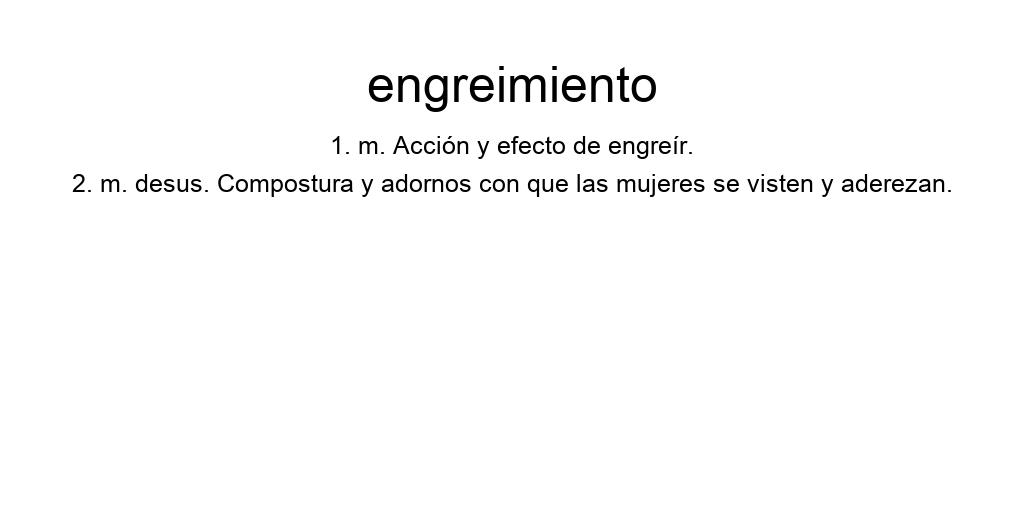 engreimiento
1. m. Acción y efecto de engreír.
2. m. desus. Compostura y adornos con que las mujeres se visten y aderezan.